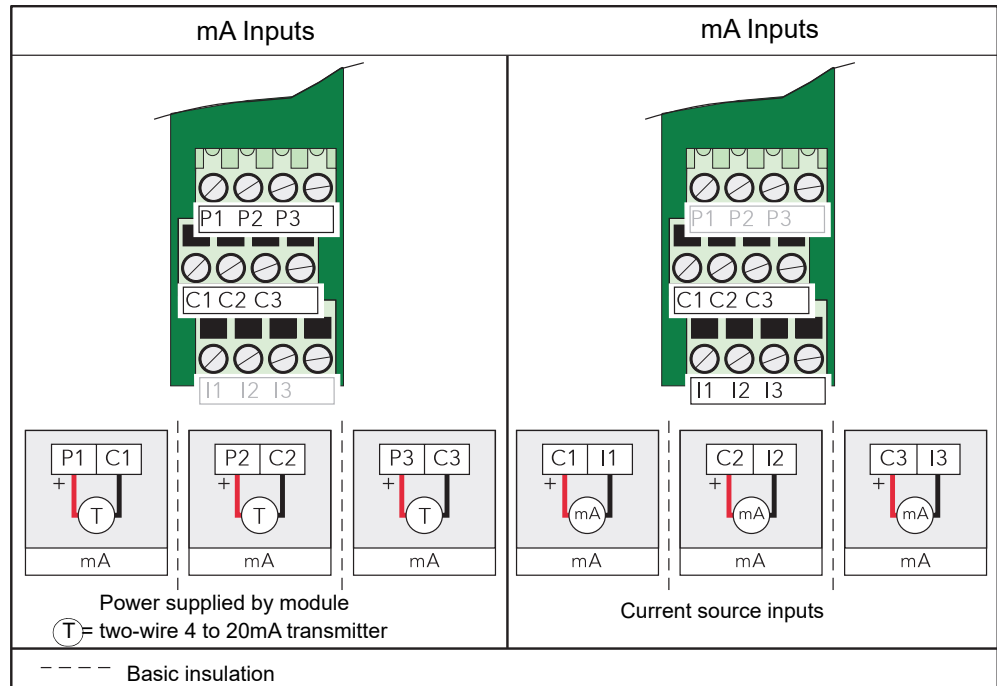 mA Inputs
mA Inputs
P1 P2 P3
C1 C2 C3
I1 I2 I3
P1 P2 P3
C1 C2 C3
I1 I2 I3
P1 C1
+
T
mA
P2 C2
+
T
mA
P3 C3
+
T
mA
Power supplied by module
T = two-wire 4 to 20mA transmitter
C1 I1
+
mA
mA
C2 I2
+
mA
mA
C3 I3
+
mA
mA
Current source inputs
Basic insulation